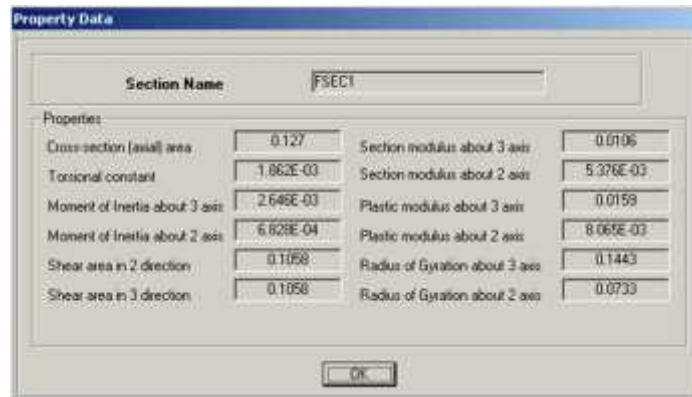 Property Data
Section Name FSEC1
Properties
Cross-section (axial) area 0.127 Section modulus about 3 axis 0.0106
Torsional constant 1.862E-03 Section modulus about 2 axis 5.376E-03
Moment of Inertia about 3 axis 2.646E-03 Plastic modulus about 3 axis 0.0159
Moment of Inertia about 2 axis 6.828E-04 Plastic modulus about 2 axis 8.065E-03
Shear area in 2 direction 0.1058 Radius of Gyration about 3 axis 0.1443
Shear area in 3 direction 0.1058 Radius of Gyration about 2 axis 0.0733
OK